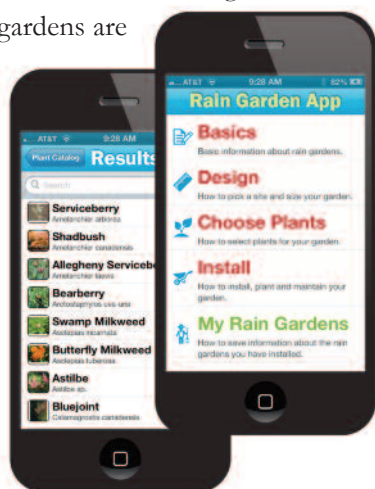 gardens are
AT&T 9:28 AM
Plant Catalog Results
Search
Serviceberry
Amelanchier arborea
Shadbush
Amelanchier canadensis
Allegheny Serviceb
Amelanchier laevis
Bearberry
Arctostaphylos uva-ursi
Swamp Milkweed
Asclepias incarnata
Butterfly Milkweed
Asclepias tuberosa
Astilbe
Astilbe sp.
Bluejoint
Calamagrostis canadensis
AT&T 9:28 AM 82%
Rain Garden App
Basics
Basic information about rain gardens.
Design
How to pick a site and size your garden.
Choose Plants
How to select plants for your garden.
Install
How to install, plant and maintain your
garden.
My Rain Gardens
How to save information about the rain
gardens you have installed.